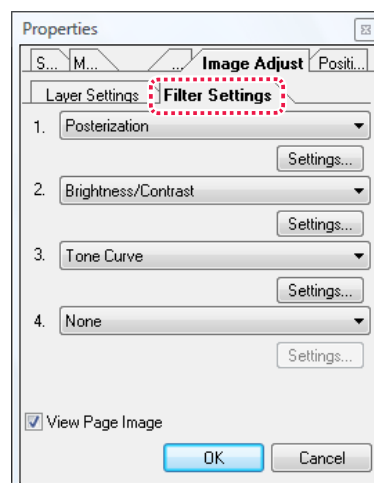 Properties
S... M... ... Image Adjust Positi...
Layer Settings Filter Settings
1. Posterization
Settings...
2. Brightness/Contrast
Settings...
3. Tone Curve
Settings...
4. None
Settings...
View Page Image
OK Cancel